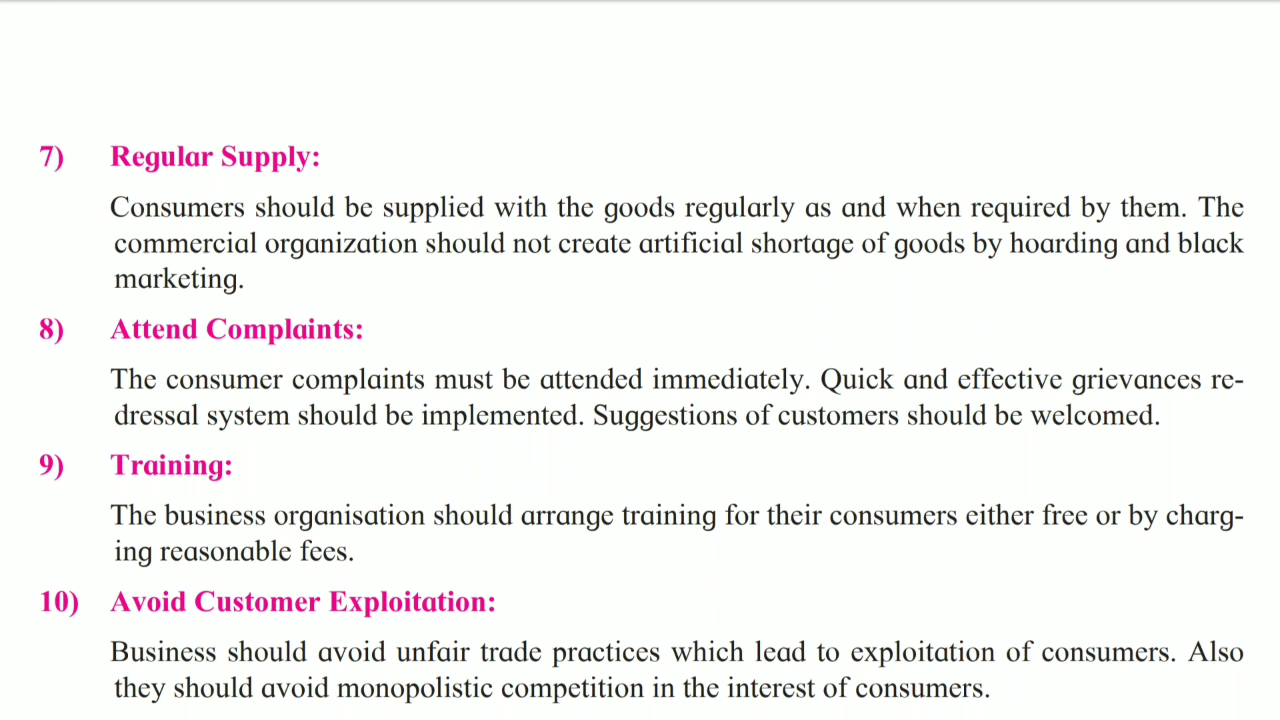 7) Regular Supply:
Consumers should be supplied with the goods regularly as and when required by them. The
commercial organization should not create artificial shortage of goods by hoarding and black
marketing.
8) Attend Complaints:
The consumer complaints must be attended immediately. Quick and effective grievances re-
dressal system should be implemented. Suggestions of customers should be welcomed.
9) Training:
The business organisation should arrange training for their consumers either free or by charg-
ing reasonable fees.
10) Avoid Customer Exploitation:
Business should avoid unfair trade practices which lead to exploitation of consumers. Also
they should avoid monopolistic competition in the interest of consumers.